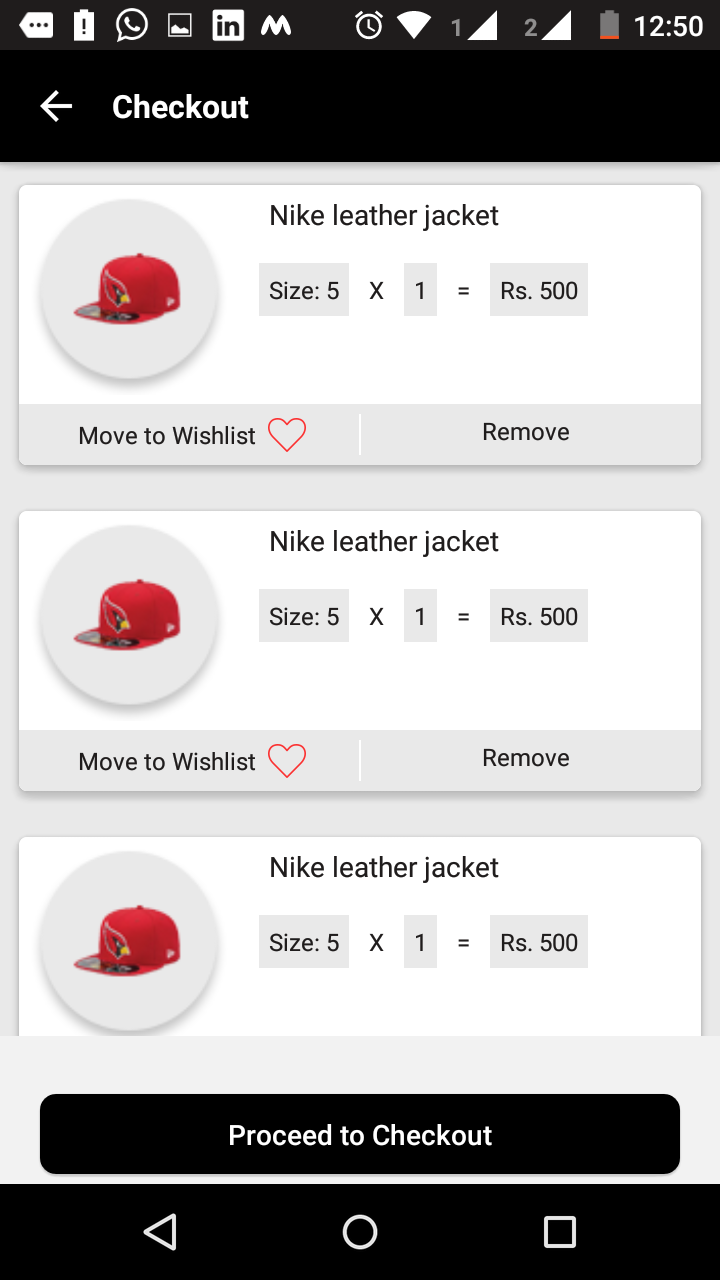 1 2 12:50
Checkout
Nike leather jacket
Size: 5 X 1 = Rs. 500
Move to Wishlist Remove
Nike leather jacket
Size: 5 X 1 = Rs. 500
Move to Wishlist Remove
Nike leather jacket
Size: 5 X 1 = Rs. 500
Proceed to Checkout